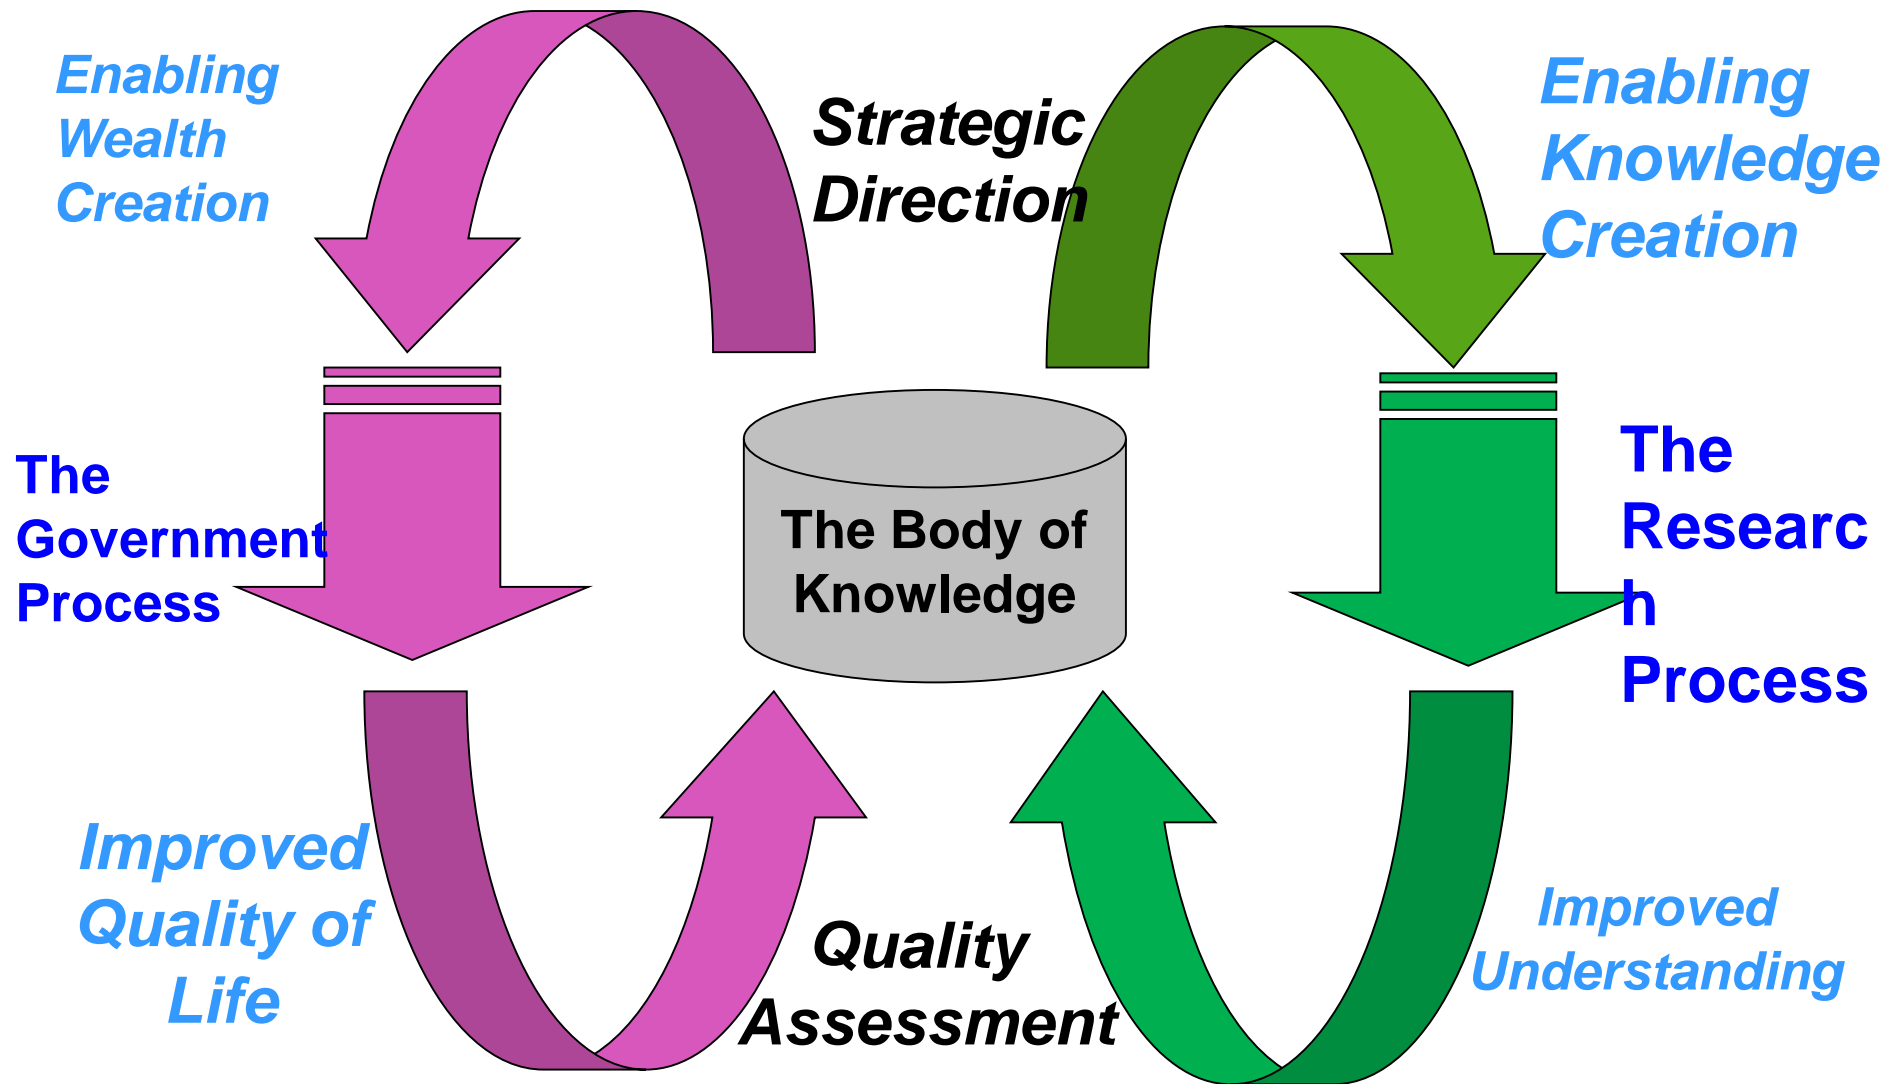 Enabling
Wealth
Creation
Strategic
Direction
Enabling
Knowledge
Creation
The
Government
Process
The Body of
Knowledge
The
Researc
h
Process
Improved
Quality of
Life
Quality
Assessment
Improved
Understanding